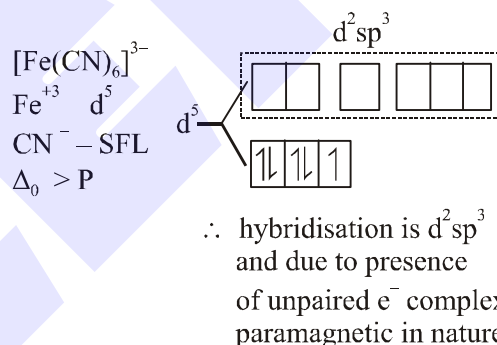 [Fe(CN)₆]³⁻
Fe⁺³ d⁵
CN⁻ – SFL
Δ₀ > P
d²sp³
d⁵
⥮ ⥮ ↿
∴ hybridisation is d²sp³
and due to presence
of unpaired e⁻ complex
paramagnetic in nature